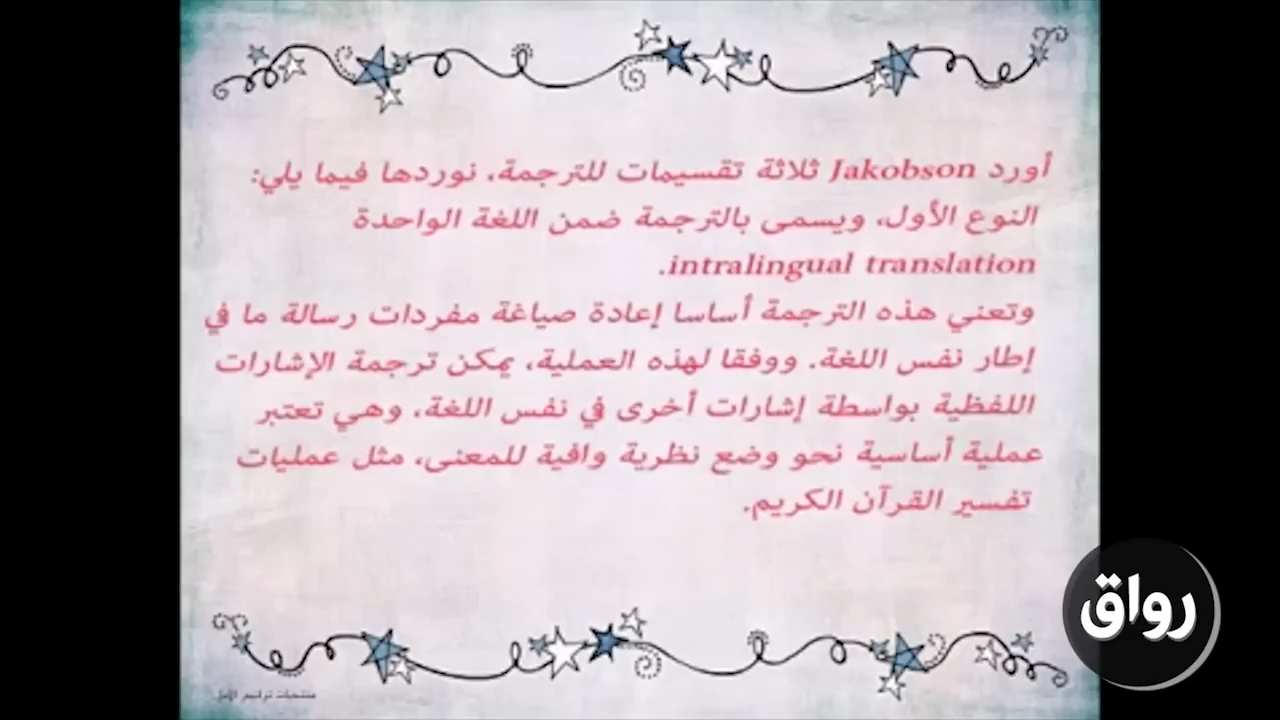 أورد Jakobson ثلاثة تقسيمات للترجمة، نوردها فيما يلي:
النوع الأول، ويسمى بالترجمة ضمن اللغة الواحدة
intralingual translation.
وتعني هذه الترجمة أساسا إعادة صياغة مفردات رسالة ما في
إطار نفس اللغة. ووفقا لهذه العملية، يمكن ترجمة الإشارات
اللفظية بواسطة إشارات أخرى في نفس اللغة، وهي تعتبر
عملية أساسية نحو وضع نظرية وافية للمعنى، مثل عمليات
تفسير القرآن الكريم.
رواق
منتديات ترانيم الأمل